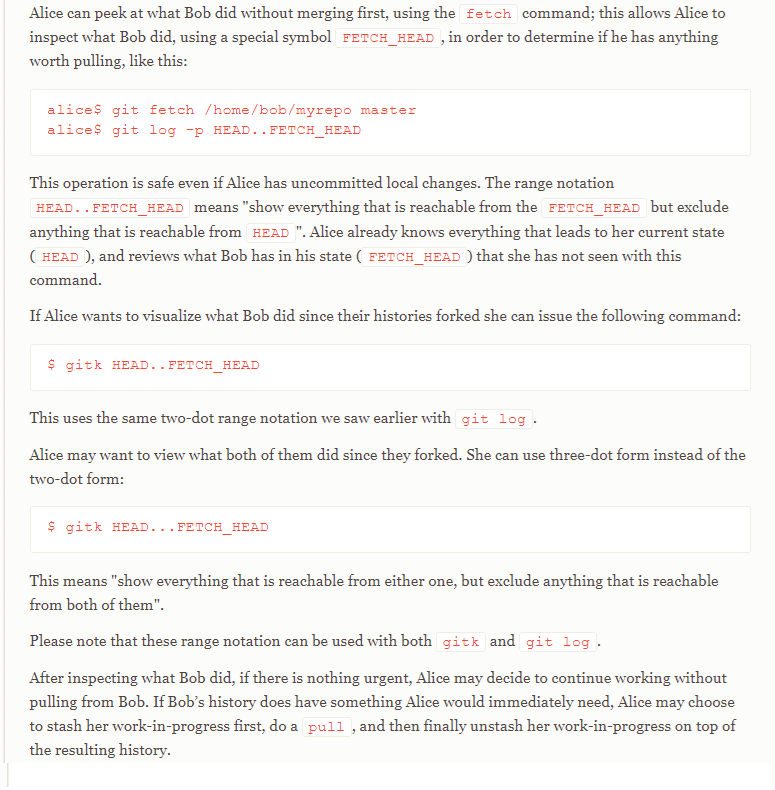 Alice can peek at what Bob did without merging first, using the fetch command; this allows Alice to
inspect what Bob did, using a special symbol FETCH_HEAD , in order to determine if he has anything
worth pulling, like this:
alice$ git fetch /home/bob/myrepo master
alice$ git log -p HEAD..FETCH_HEAD
This operation is safe even if Alice has uncommitted local changes. The range notation
HEAD..FETCH_HEAD means "show everything that is reachable from the FETCH_HEAD but exclude
anything that is reachable from HEAD ". Alice already knows everything that leads to her current state
( HEAD ), and reviews what Bob has in his state ( FETCH_HEAD ) that she has not seen with this
command.
If Alice wants to visualize what Bob did since their histories forked she can issue the following command:
$ gitk HEAD..FETCH_HEAD
This uses the same two-dot range notation we saw earlier with git log .
Alice may want to view what both of them did since they forked. She can use three-dot form instead of the
two-dot form:
$ gitk HEAD...FETCH_HEAD
This means "show everything that is reachable from either one, but exclude anything that is reachable
from both of them".
Please note that these range notation can be used with both gitk and git log .
After inspecting what Bob did, if there is nothing urgent, Alice may decide to continue working without
pulling from Bob. If Bob’s history does have something Alice would immediately need, Alice may choose
to stash her work-in-progress first, do a pull , and then finally unstash her work-in-progress on top of
the resulting history.